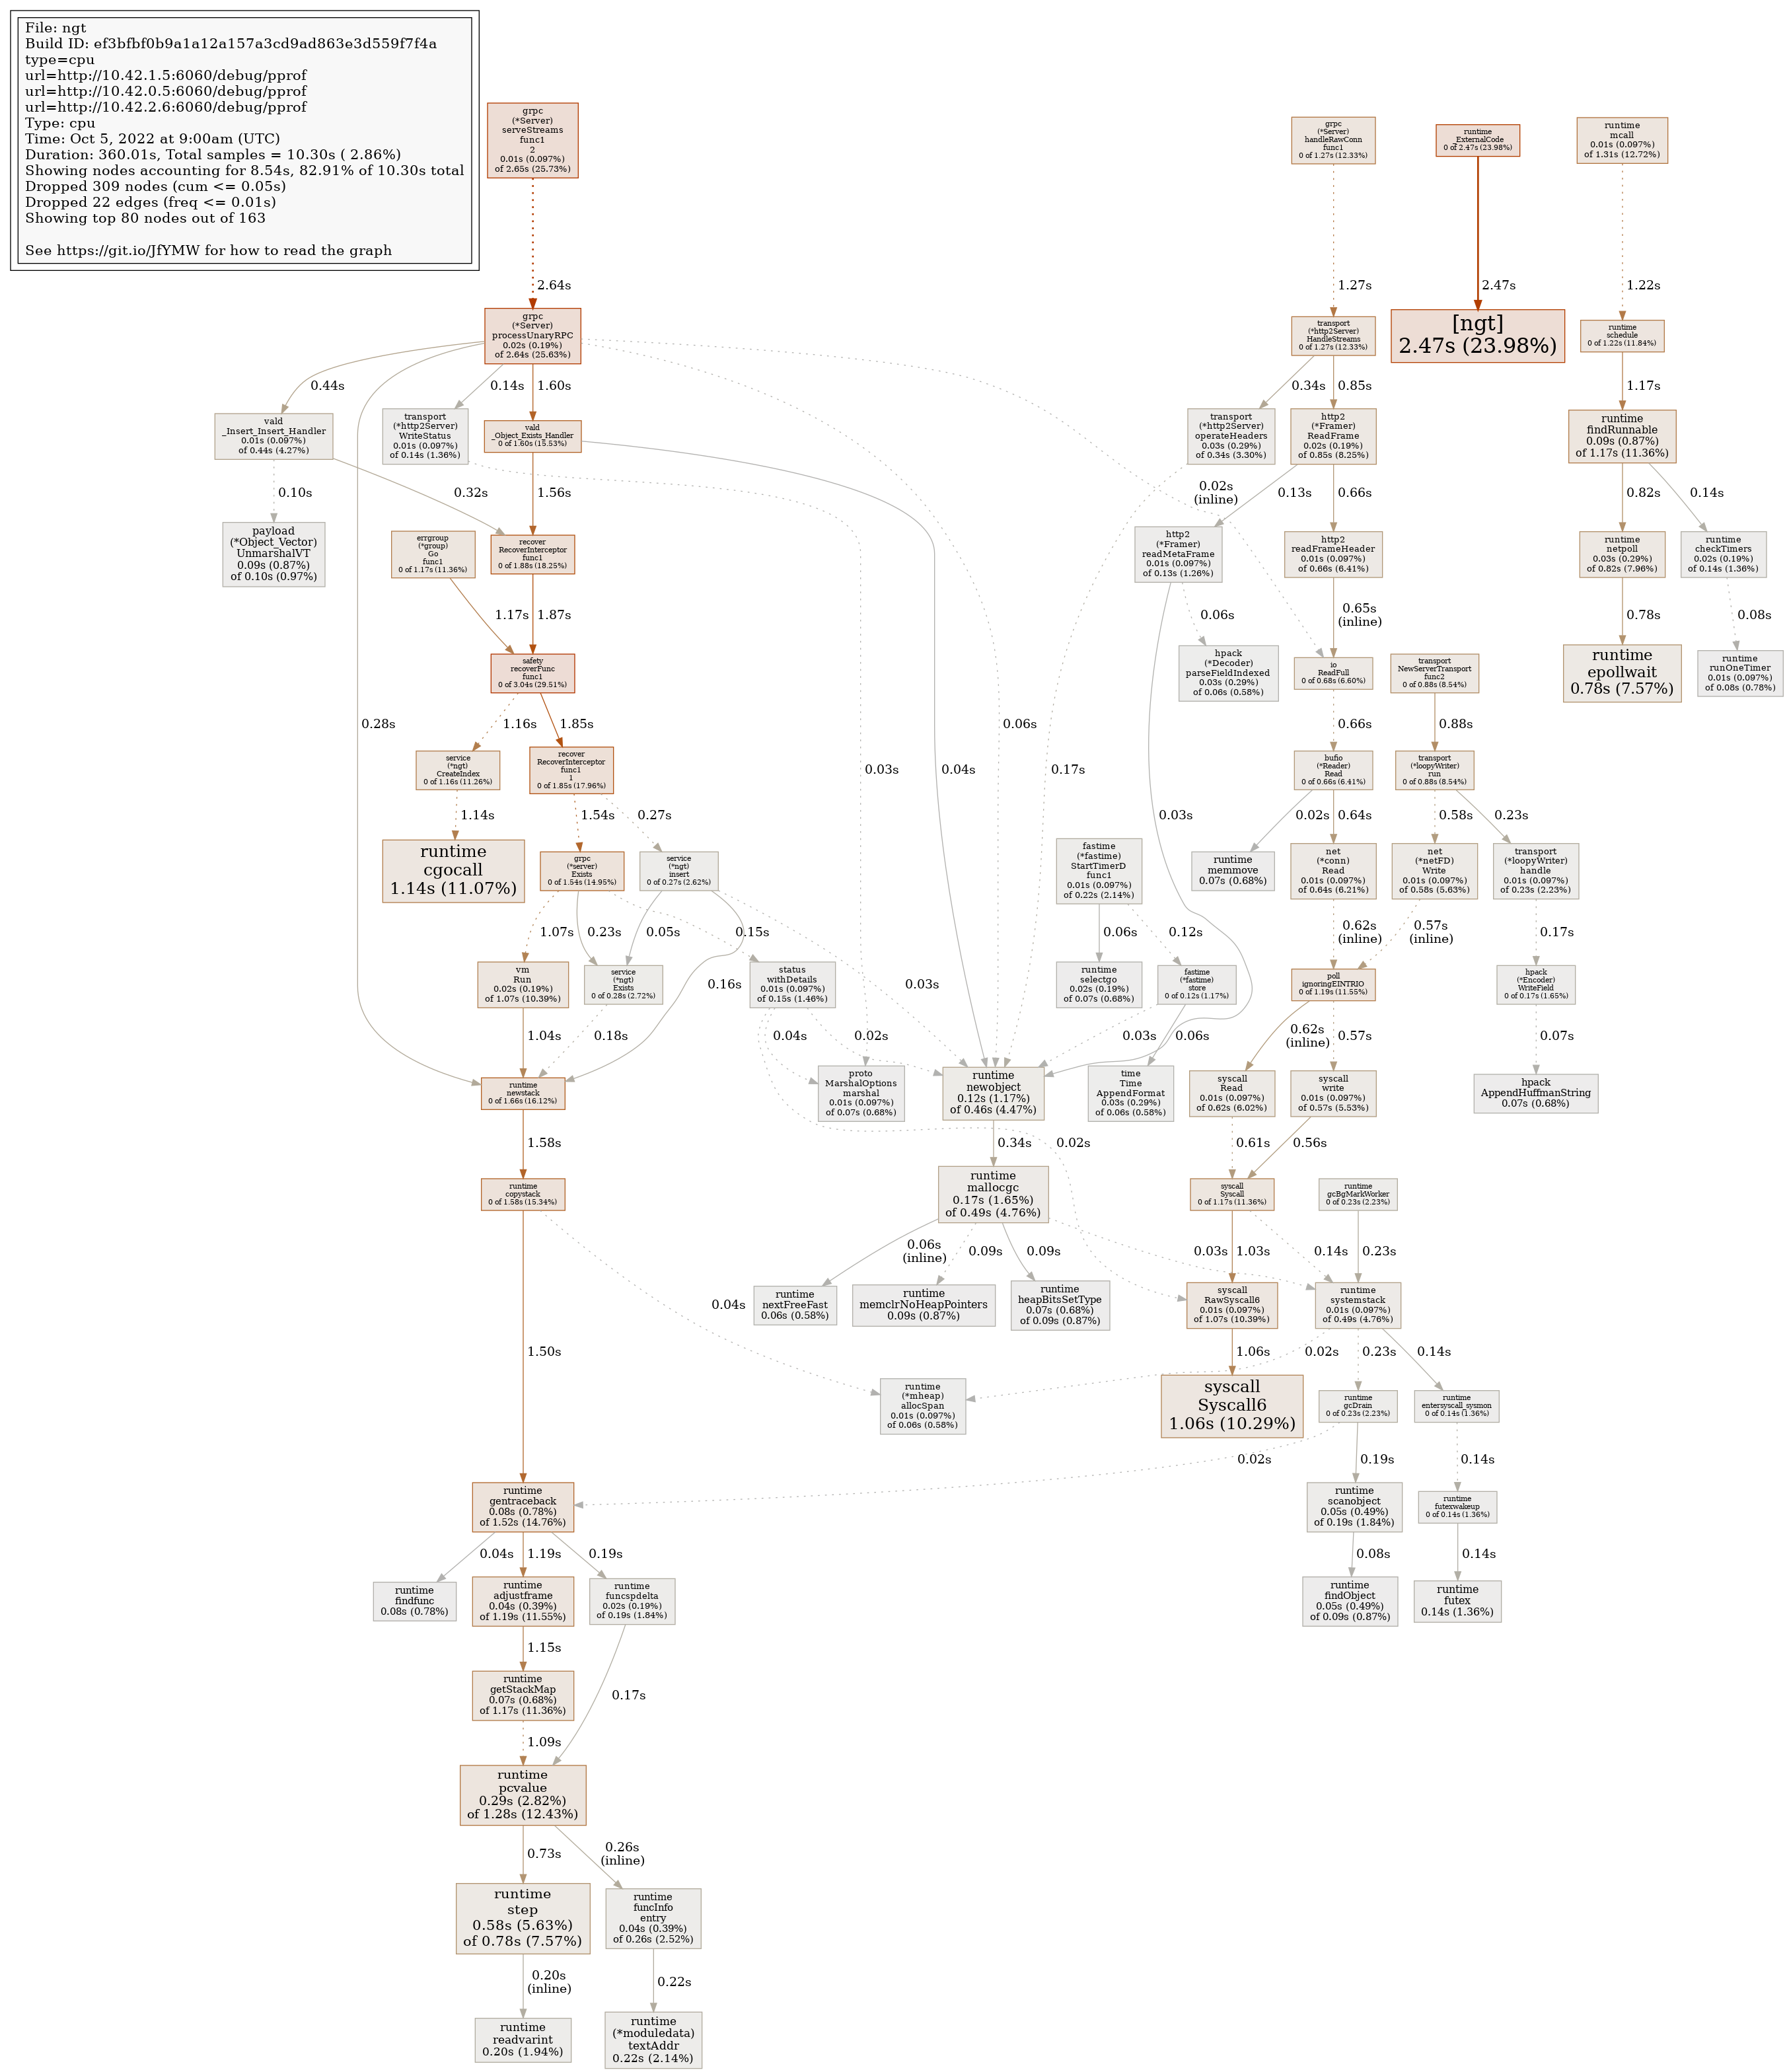 File: ngt
Build ID: ef3bfbf0b9a1a12a157a3cd9ad863e3d559f7f4a
type=cpu
url=http://10.42.1.5:6060/debug/pprof
url=http://10.42.0.5:6060/debug/pprof
url=http://10.42.2.6:6060/debug/pprof
Type: cpu
Time: Oct 5, 2022 at 9:00am (UTC)
Duration: 360.01s, Total samples = 10.30s ( 2.86%)
Showing nodes accounting for 8.54s, 82.91% of 10.30s total
Dropped 309 nodes (cum <= 0.05s)
Dropped 22 edges (freq <= 0.01s)
Showing top 80 nodes out of 163
See https://git.io/JfYMW for how to read the graph
grpc
(*Server)
serveStreams
func1
2
0.01s (0.097%)
of 2.65s (25.73%)
grpc
(*Server)
handleRawConn
func1
0 of 1.27s (12.33%)
runtime
ExternalCode
0 of 2.47s (23.98%)
runtime
mcall
0.01s (0.097%)
of 1.31s (12.72%)
2.64s
1.27s
2.47s
1.22s
grpc
(*Server)
processUnaryRPC
0.02s (0.19%)
of 2.64s (25.63%)
transport
(*http2Server)
HandleStreams
0 of 1.27s (12.33%)
[ngt]
2.47s (23.98%)
runtime
schedule
0 of 1.22s (11.84%)
0.44s
0.14s
1.60s
0.34s
0.85s
1.17s
vald
_Insert_Insert_Handler
0.01s (0.097%)
of 0.44s (4.27%)
transport
(*http2Server)
WriteStatus
0.01s (0.097%)
of 0.14s (1.36%)
vald
_Object_Exists_Handler
0 of 1.60s (15.53%)
transport
(*http2Server)
operateHeaders
0.03s (0.29%)
of 0.34s (3.30%)
http2
(*Framer)
ReadFrame
0.02s (0.19%)
of 0.85s (8.25%)
runtime
findRunnable
0.09s (0.87%)
of 1.17s (11.36%)
0.10s
0.32s
1.56s
0.02s
(inline)
0.13s
0.66s
0.82s
0.14s
payload
(*Object_Vector)
UnmarshalVT
0.09s (0.87%)
of 0.10s (0.97%)
errgroup
(*group)
Go
func1
0 of 1.17s (11.36%)
recover
RecoverInterceptor
func1
0 of 1.88s (18.25%)
http2
(*Framer)
readMetaFrame
0.01s (0.097%)
of 0.13s (1.26%)
http2
readFrameHeader
0.01s (0.097%)
of 0.66s (6.41%)
runtime
netpoll
0.03s (0.29%)
of 0.82s (7.96%)
runtime
checkTimers
0.02s (0.19%)
of 0.14s (1.36%)
1.17s
1.87s
0.06s
0.65s
(inline)
0.78s
0.08s
safety
recoverFunc
func1
0 of 3.04s (29.51%)
hpack
(*Decoder)
parseFieldIndexed
0.03s (0.29%)
of 0.06s (0.58%)
io
ReadFull
0 of 0.68s (6.60%)
transport
NewServerTransport
func2
0 of 0.88s (8.54%)
runtime
epollwait
0.78s (7.57%)
runtime
runOneTimer
0.01s (0.097%)
of 0.08s (0.78%)
0.28s
1.16s
1.85s
0.06s
0.66s
0.88s
service
(*ngt)
CreateIndex
0 of 1.16s (11.26%)
recover
RecoverInterceptor
func1
1
0 of 1.85s (17.96%)
0.03s
0.04s
0.17s
bufio
(*Reader)
Read
0 of 0.66s (6.41%)
transport
(*loopyWriter)
run
0 of 0.88s (8.54%)
1.14s
1.54s
0.27s
0.03s
0.02s
0.64s
0.58s
0.23s
runtime
cgocall
1.14s (11.07%)
grpc
(*server)
Exists
0 of 1.54s (14.95%)
service
(*ngt)
insert
0 of 0.27s (2.62%)
fastime
(*fastime)
StartTimerD
func1
0.01s (0.097%)
of 0.22s (2.14%)
runtime
memmove
0.07s (0.68%)
net
(*conn)
Read
0.01s (0.097%)
of 0.64s (6.21%)
net
(*netFD)
Write
0.01s (0.097%)
of 0.58s (5.63%)
transport
(*loopyWriter)
handle
0.01s (0.097%)
of 0.23s (2.23%)
1.07s
0.23s
0.05s
0.15s
0.06s
0.12s
0.62s
(inline)
0.57s
(inline)
0.17s
vm
Run
0.02s (0.19%)
of 1.07s (10.39%)
service
(*ngt)
Exists
0 of 0.28s (2.72%)
0.16s
status
withDetails
0.01s (0.097%)
of 0.15s (1.46%)
0.03s
runtime
selectgo
0.02s (0.19%)
of 0.07s (0.68%)
fastime
(*fastime)
store
0 of 0.12s (1.17%)
poll
ignoringEINTRIO
0 of 1.19s (11.55%)
hpack
(*Encoder)
WriteField
0 of 0.17s (1.65%)
1.04s
0.18s
0.04s
0.02s
0.03s
0.06s
0.62s
(inline)
0.57s
0.07s
runtime
newstack
0 of 1.66s (16.12%)
proto
MarshalOptions
marshal
0.01s (0.097%)
of 0.07s (0.68%)
runtime
newobject
0.12s (1.17%)
of 0.46s (4.47%)
time
Time
AppendFormat
0.03s (0.29%)
of 0.06s (0.58%)
syscall
Read
0.01s (0.097%)
of 0.62s (6.02%)
syscall
write
0.01s (0.097%)
of 0.57s (5.53%)
hpack
AppendHuffmanString
0.07s (0.68%)
1.58s
0.34s
0.02s
0.61s
0.56s
runtime
copystack
0 of 1.58s (15.34%)
runtime
mallocgc
0.17s (1.65%)
of 0.49s (4.76%)
syscall
Syscall
0 of 1.17s (11.36%)
runtime
gcBgMarkWorker
0 of 0.23s (2.23%)
0.06s
(inline)
0.09s
0.09s
0.03s
1.03s
0.14s
0.23s
0.04s
runtime
nextFreeFast
0.06s (0.58%)
runtime
memclrNoHeapPointers
0.09s (0.87%)
runtime
heapBitsSetType
0.07s (0.68%)
of 0.09s (0.87%)
syscall
RawSyscall6
0.01s (0.097%)
of 1.07s (10.39%)
runtime
systemstack
0.01s (0.097%)
of 0.49s (4.76%)
1.50s
1.06s
0.02s
0.23s
0.14s
runtime
(*mheap)
allocSpan
0.01s (0.097%)
of 0.06s (0.58%)
syscall
Syscall6
1.06s (10.29%)
runtime
gcDrain
0 of 0.23s (2.23%)
runtime
entersyscall_sysmon
0 of 0.14s (1.36%)
0.02s
0.19s
0.14s
runtime
gentraceback
0.08s (0.78%)
of 1.52s (14.76%)
runtime
scanobject
0.05s (0.49%)
of 0.19s (1.84%)
runtime
futexwakeup
0 of 0.14s (1.36%)
0.04s
1.19s
0.19s
0.08s
0.14s
runtime
findfunc
0.08s (0.78%)
runtime
adjustframe
0.04s (0.39%)
of 1.19s (11.55%)
runtime
funcspdelta
0.02s (0.19%)
of 0.19s (1.84%)
runtime
findObject
0.05s (0.49%)
of 0.09s (0.87%)
runtime
futex
0.14s (1.36%)
1.15s
runtime
getStackMap
0.07s (0.68%)
of 1.17s (11.36%)
0.17s
1.09s
runtime
pcvalue
0.29s (2.82%)
of 1.28s (12.43%)
0.73s
0.26s
(inline)
runtime
step
0.58s (5.63%)
of 0.78s (7.57%)
runtime
funcInfo
entry
0.04s (0.39%)
of 0.26s (2.52%)
0.20s
(inline)
0.22s
runtime
readvarint
0.20s (1.94%)
runtime
(*moduledata)
textAddr
0.22s (2.14%)